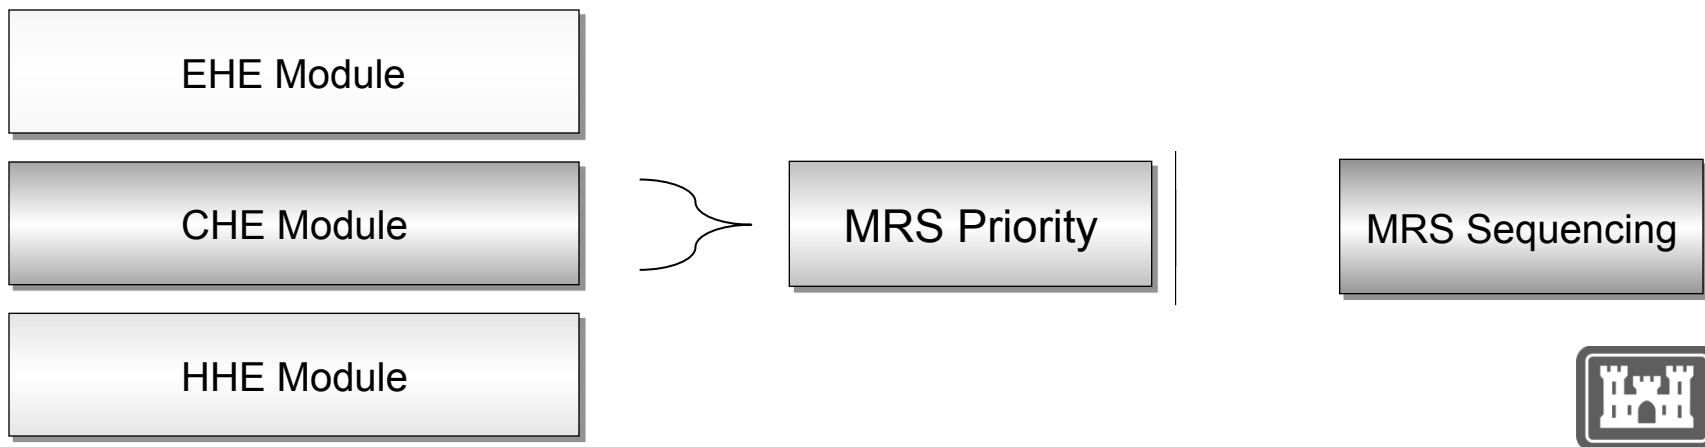 EHE Module
CHE Module
HHE Module
MRS Priority
MRS Sequencing